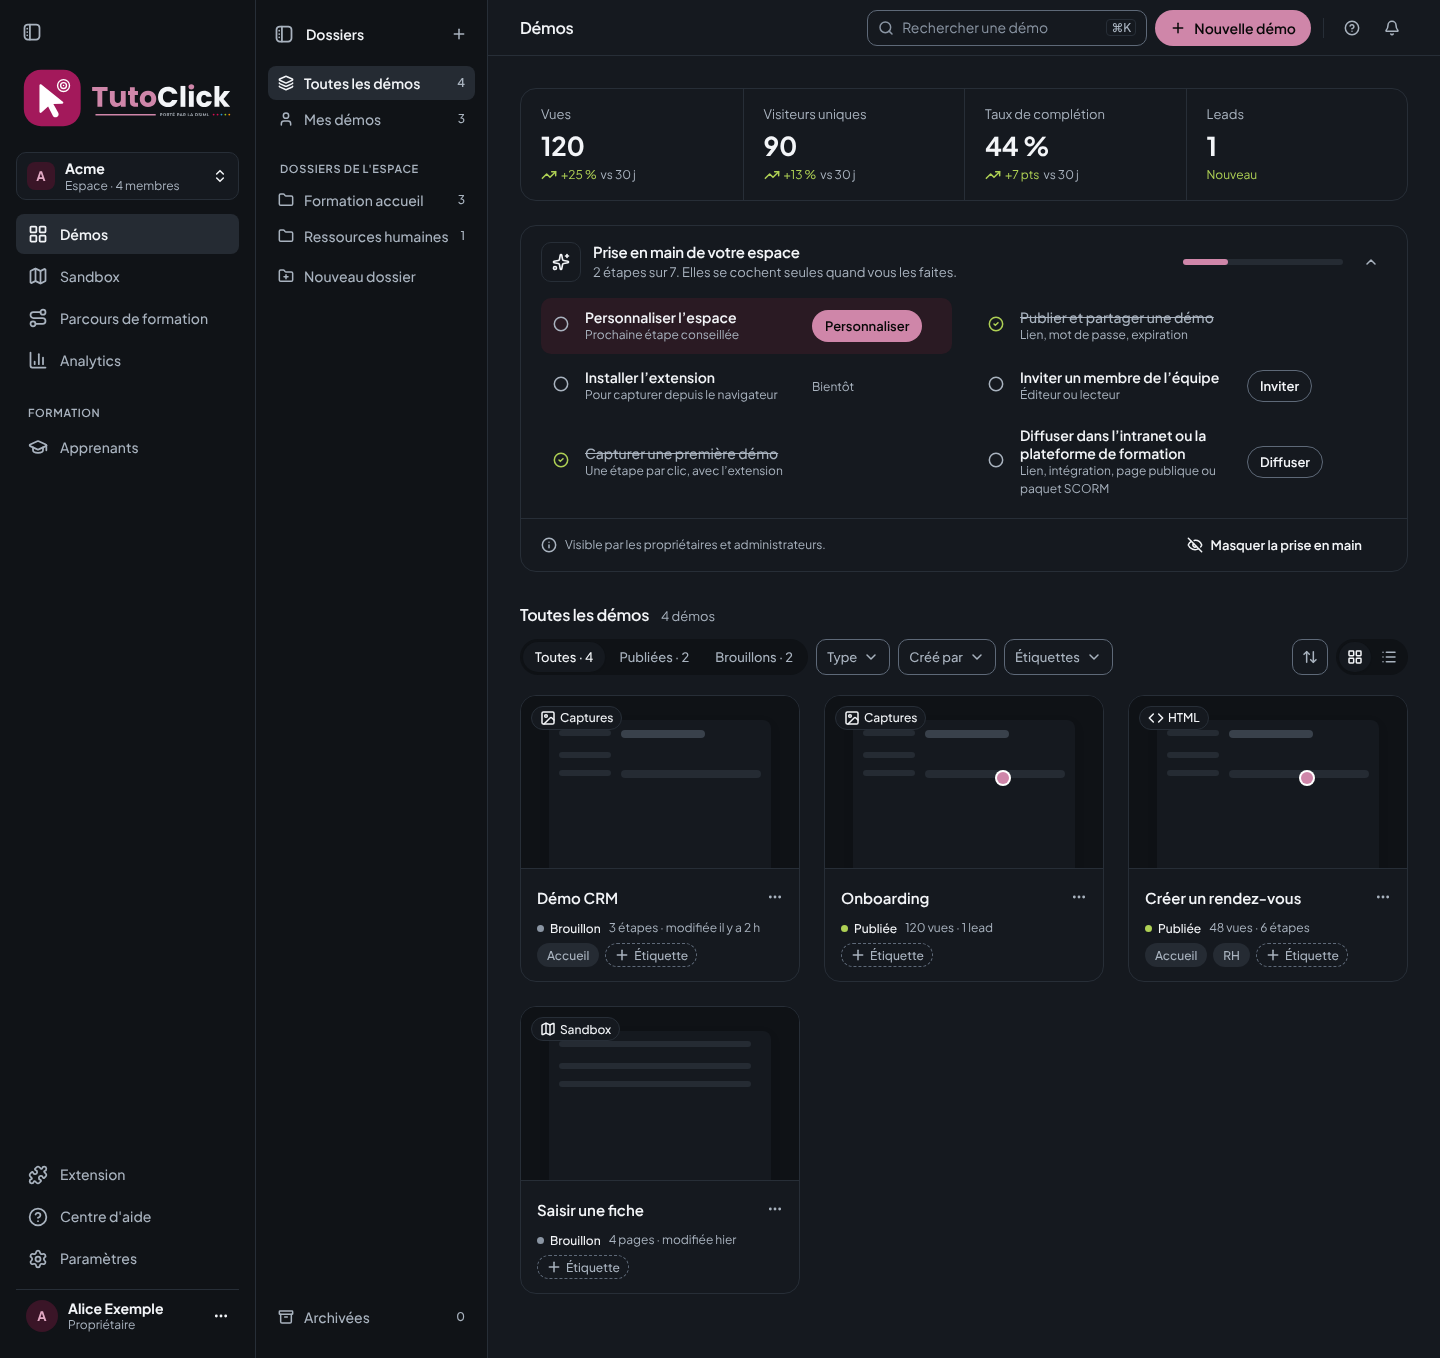 TutoClick
PORTÉ PAR LA DSIML
A
Acme
Espace · 4 membres
Démos
Sandbox
Parcours de formation
Analytics
FORMATION
Apprenants
Extension
Centre d'aide
Paramètres
A
Alice Exemple
Propriétaire
Dossiers
Toutes les démos 4
Mes démos 3
DOSSIERS DE L'ESPACE
Formation accueil 3
Ressources humaines 1
Nouveau dossier
Archivées 0
Démos
Rechercher une démo ⌘K
Nouvelle démo
Vues
120
+25 % vs 30 j
Visiteurs uniques
90
+13 % vs 30 j
Taux de complétion
44 %
+7 pts vs 30 j
Leads
1
Nouveau
Prise en main de votre espace
2 étapes sur 7. Elles se cochent seules quand vous les faites.
Personnaliser l’espace
Prochaine étape conseillée
Personnaliser
Publier et partager une démo
Lien, mot de passe, expiration
Installer l’extension
Pour capturer depuis le navigateur
Bientôt
Inviter un membre de l’équipe
Éditeur ou lecteur
Inviter
Capturer une première démo
Une étape par clic, avec l’extension
Diffuser dans l’intranet ou la
plateforme de formation
Lien, intégration, page publique ou
paquet SCORM
Diffuser
Visible par les propriétaires et administrateurs.
Masquer la prise en main
Toutes les démos 4 démos
Toutes · 4
Publiées · 2
Brouillons · 2
Type
Créé par
Étiquettes
Captures
Démo CRM
Brouillon 3 étapes · modifiée il y a 2 h
Accueil
Étiquette
Captures
Onboarding
Publiée 120 vues · 1 lead
Étiquette
HTML
Créer un rendez-vous
Publiée 48 vues · 6 étapes
Accueil
RH
Étiquette
Sandbox
Saisir une fiche
Brouillon 4 pages · modifiée hier
Étiquette